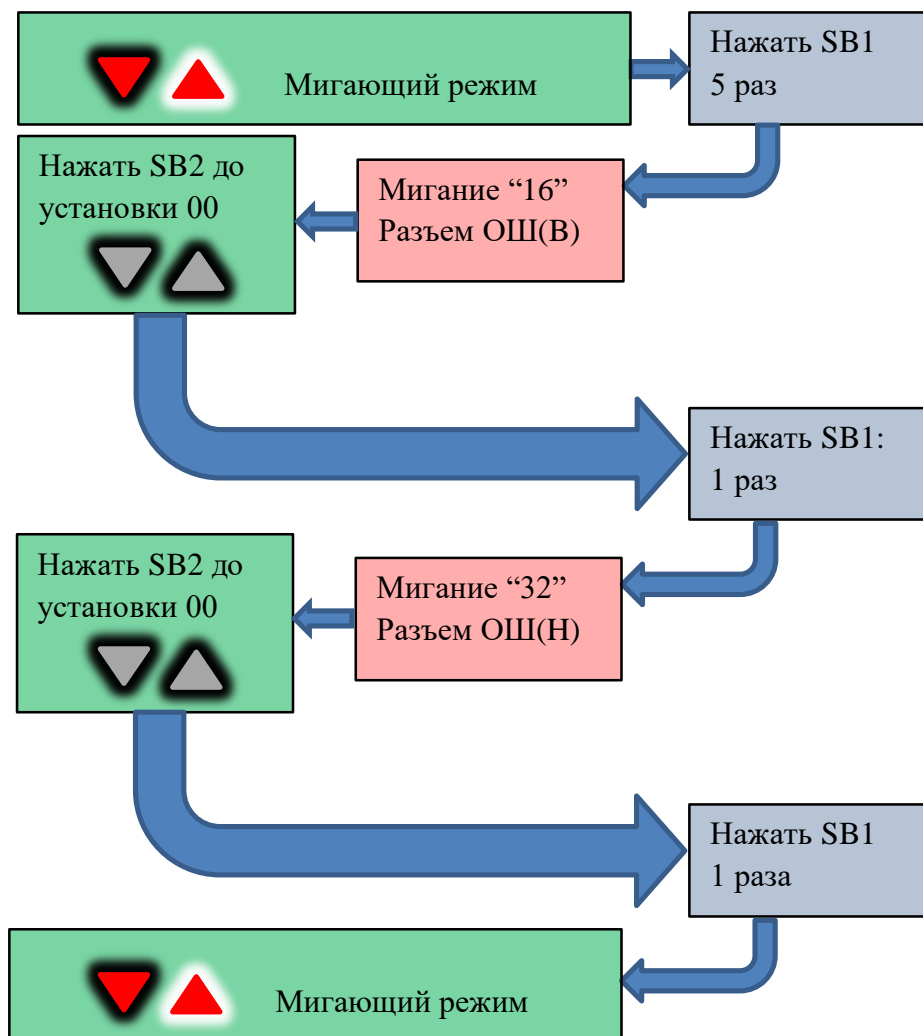 Мигающий режим
Нажать SB1
5 раз
Мигание “16”
Разъем ОШ(В)
Нажать SB2 до
установки 00
Нажать SB1:
1 раз
Мигание “32”
Разъем ОШ(Н)
Нажать SB2 до
установки 00
Нажать SB1
1 раза
Мигающий режим